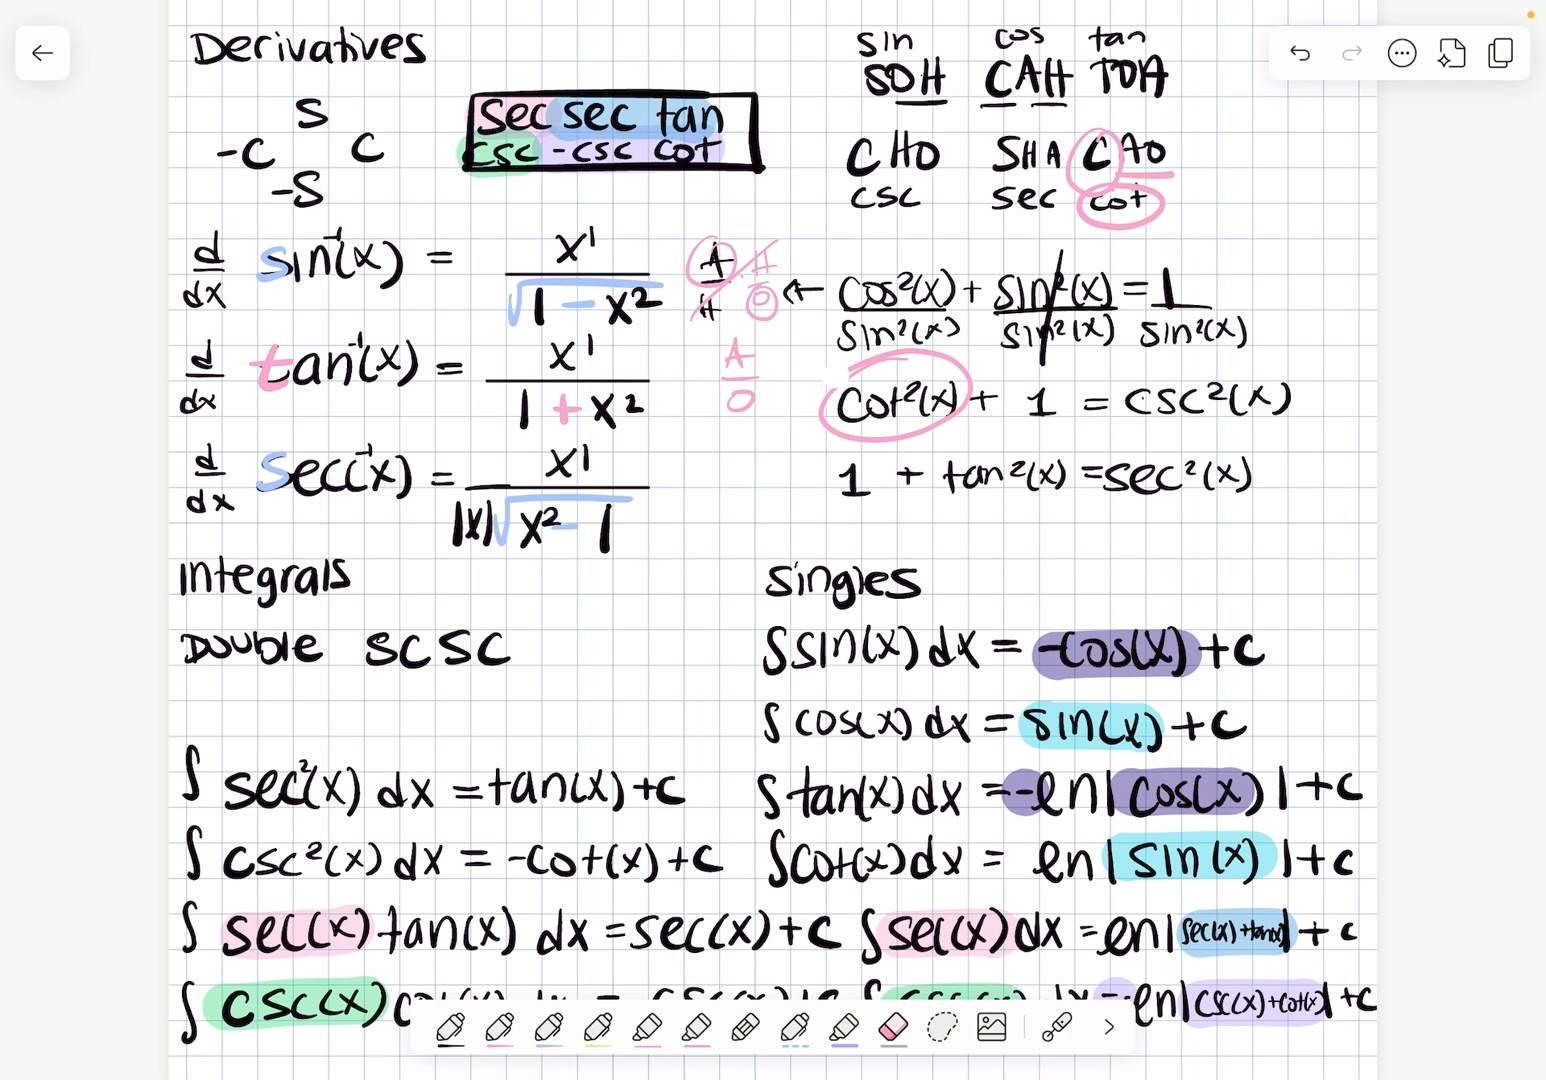 Derivatives
S
-C C
-S
sec sec tan
csc -csc cot
sin cos tan
SOH CAH TOA
CHO SHA CAO
csc sec cot
d/dx sin⁻¹(x) = x' / √1 - x²
d/dx tan⁻¹(x) = x' / 1 + x²
d/dx sec⁻¹(x) = x' / |x|√x² - 1
A/H H/O ← cos²(x)/sin²(x) + sin²(x)/sin²(x) = 1/sin²(x)
A/O
cot²(x) + 1 = csc²(x)
1 + tan²(x) = sec²(x)
Integrals
Double SCSC
∫ sec²(x) dx = tan(x) + c
∫ csc²(x) dx = -cot(x) + c
∫ sec(x) tan(x) dx = sec(x) + c
∫ csc(x)
Singles
∫ sin(x) dx = -cos(x) + c
∫ cos(x) dx = sin(x) + c
∫ tan(x) dx = -ln|cos(x)| + c
∫ cot(x) dx = ln|sin(x)| + c
∫ sec(x) dx = ln|sec(x) + tan(x)| + c
ln|csc(x) + cot(x)| + c